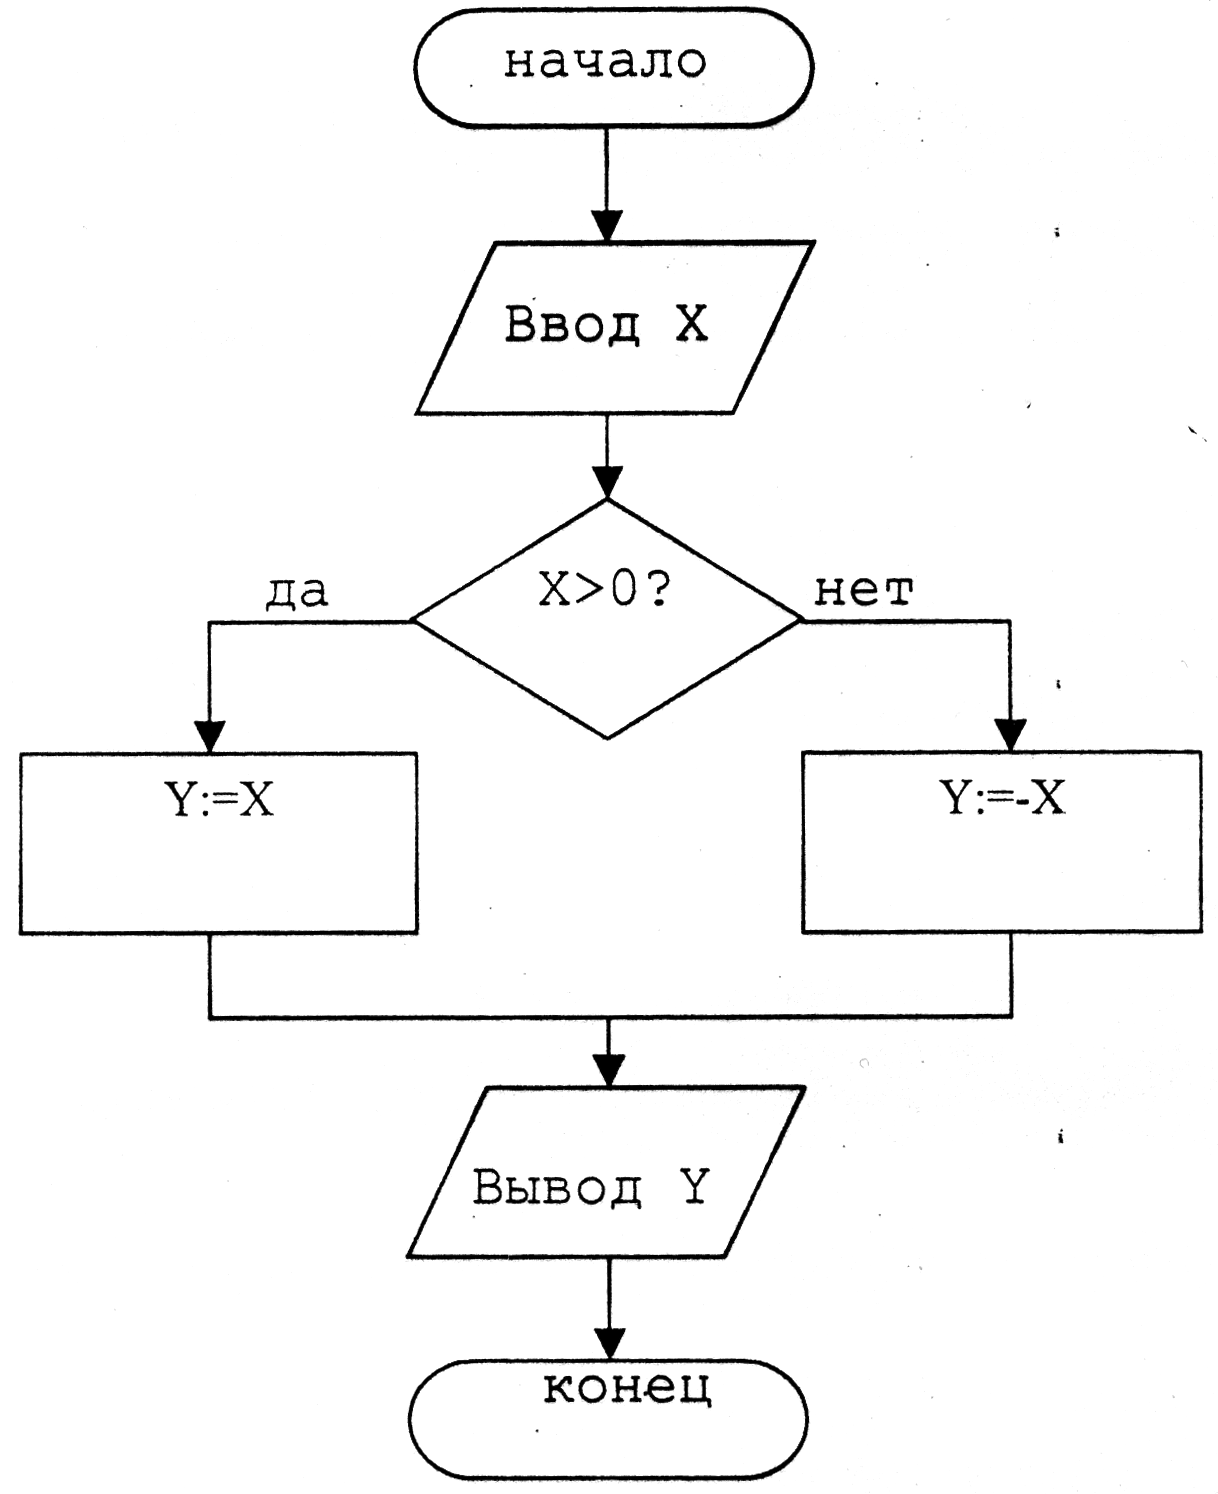 начало
Ввод X
X>0?
да
нет
Y:=X
Y:=-X
Вывод Y
конец